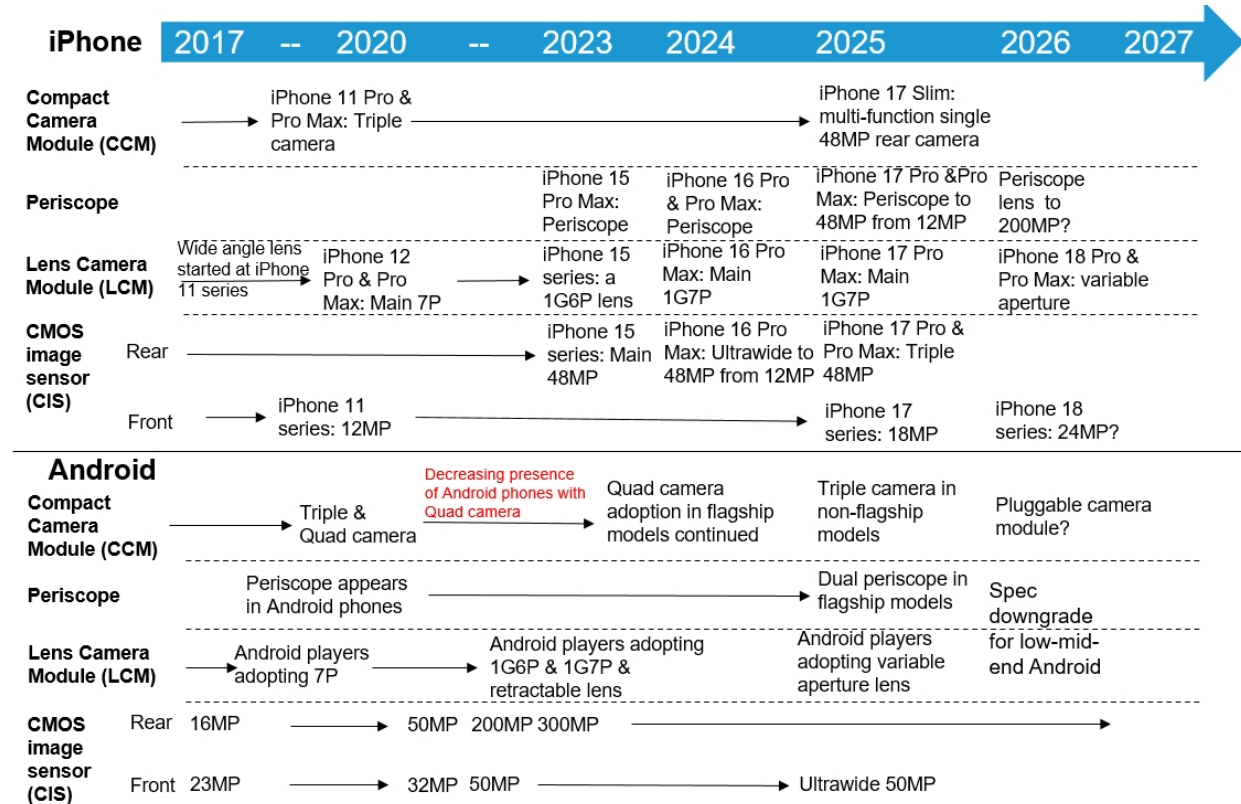 iPhone 2017 -- 2020 -- 2023 2024 2025 2026 2027
Compact
Camera
Module (CCM)
iPhone 11 Pro &
Pro Max: Triple
camera
iPhone 17 Slim:
multi-function single
48MP rear camera
Periscope
iPhone 15
Pro Max:
Periscope
iPhone 16 Pro
& Pro Max:
Periscope
iPhone 17 Pro &Pro
Max: Periscope to
48MP from 12MP
Periscope
lens to
200MP?
Lens Camera
Module (LCM)
Wide angle lens
started at iPhone
11 series
iPhone 12
Pro & Pro
Max: Main 7P
iPhone 15
series: a
1G6P lens
iPhone 16 Pro
Max: Main
1G7P
iPhone 17 Pro
Max: Main
1G7P
iPhone 18 Pro &
Pro Max: variable
aperture
CMOS
image
sensor
(CIS)
Rear
iPhone 15
series: Main
48MP
iPhone 16 Pro
Max: Ultrawide to
48MP from 12MP
iPhone 17 Pro &
Pro Max: Triple
48MP
Front
iPhone 11
series: 12MP
iPhone 17
series: 18MP
iPhone 18
series: 24MP?
Android
Compact
Camera
Module (CCM)
Triple &
Quad camera
Decreasing presence
of Android phones with
Quad camera
Quad camera
adoption in flagship
models continued
Triple camera in
non-flagship
models
Pluggable camera
module?
Periscope
Periscope appears
in Android phones
Dual periscope in
flagship models
Spec
downgrade
for low-mid-
end Android
Lens Camera
Module (LCM)
Android players
adopting 7P
Android players adopting
1G6P & 1G7P &
retractable lens
Android players
adopting variable
aperture lens
CMOS
image
sensor
(CIS)
Rear 16MP 50MP 200MP 300MP
Front 23MP 32MP 50MP Ultrawide 50MP